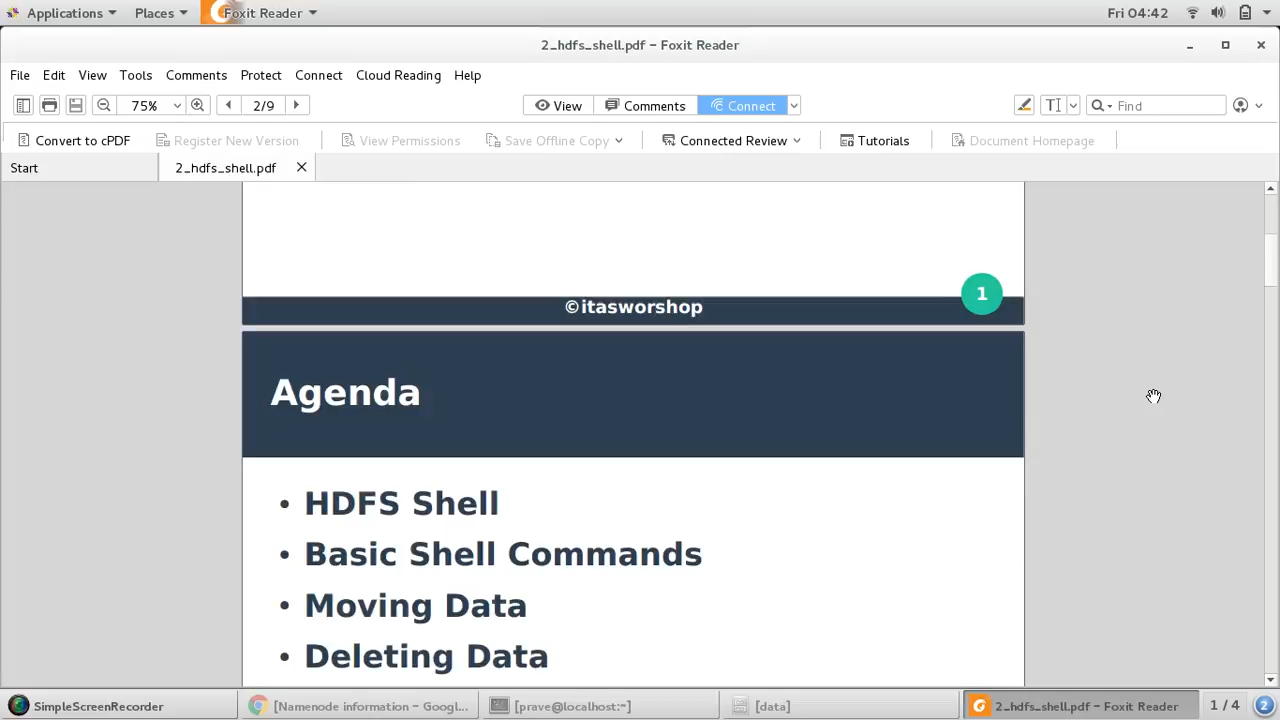 Applications Places Foxit Reader Fri 04:42
2_hdfs_shell.pdf - Foxit Reader
File Edit View Tools Comments Protect Connect Cloud Reading Help
75% 2/9 View Comments Connect Find
Convert to cPDF Register New Version View Permissions Save Offline Copy Connected Review Tutorials Document Homepage
Start 2_hdfs_shell.pdf
©itasworshop 1
Agenda
• HDFS Shell
• Basic Shell Commands
• Moving Data
• Deleting Data
SimpleScreenRecorder [Namenode information - Googl... [prave@localhost:~] [data] 2_hdfs_shell.pdf - Foxit Reader 1 / 4 2